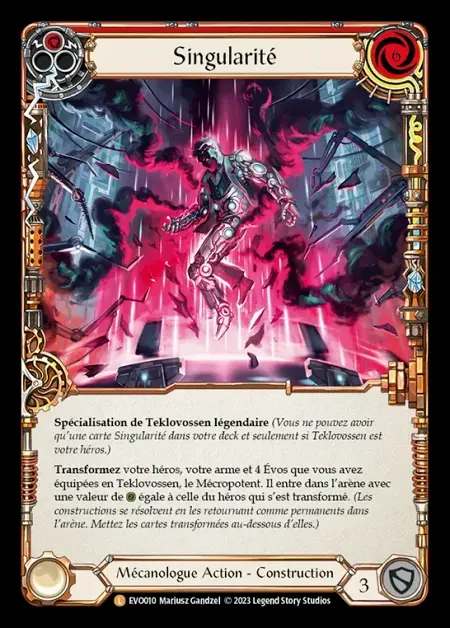 Singularité
6
Spécialisation de Teklovossen légendaire (Vous ne pouvez avoir
qu'une carte Singularité dans votre deck et seulement si Teklovossen est
votre héros.)
Transformez votre héros, votre arme et 4 Évos que vous avez
équipées en Teklovossen, le Mécropotent. Il entre dans l'arène avec
une valeur de égale à celle du héros qui s'est transformé. (Les
constructions se résolvent en les retournant comme permanents dans
l'arène. Mettez les cartes transformées au-dessous d'elles.)
Mécanologue Action - Construction
3
L EVO010 Mariusz Gandzel © 2023 Legend Story Studios